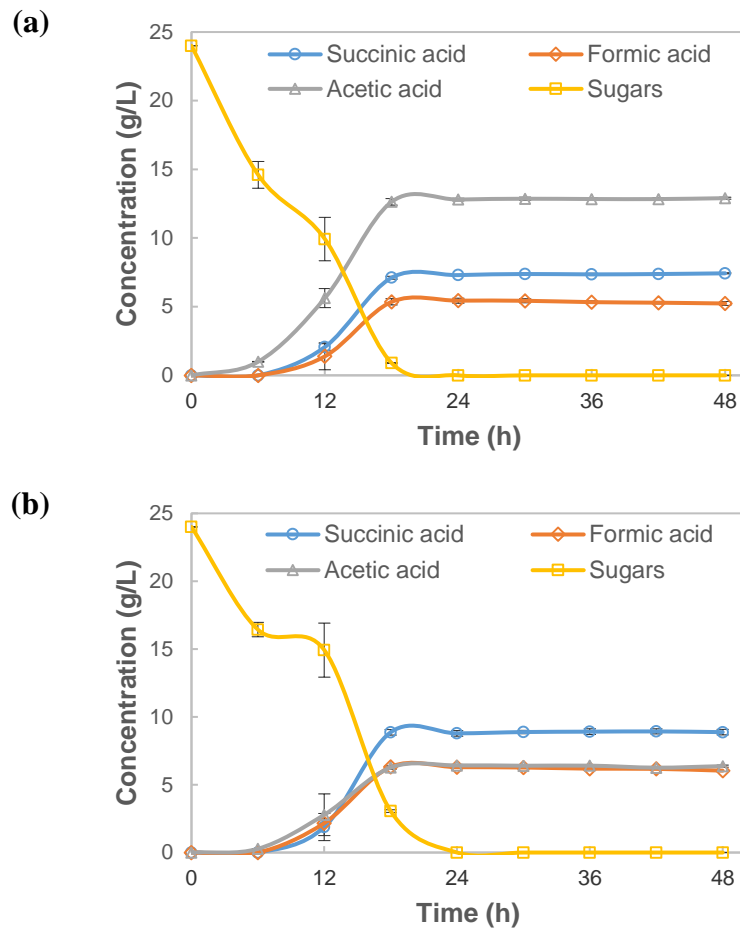 (a)
25
20
15
10
5
0
Concentration (g/L)
Succinic acid
Formic acid
Acetic acid
Sugars
0 12 24 36 48
Time (h)
(b)
25
20
15
10
5
0
Concentration (g/L)
Succinic acid
Formic acid
Acetic acid
Sugars
0 12 24 36 48
Time (h)